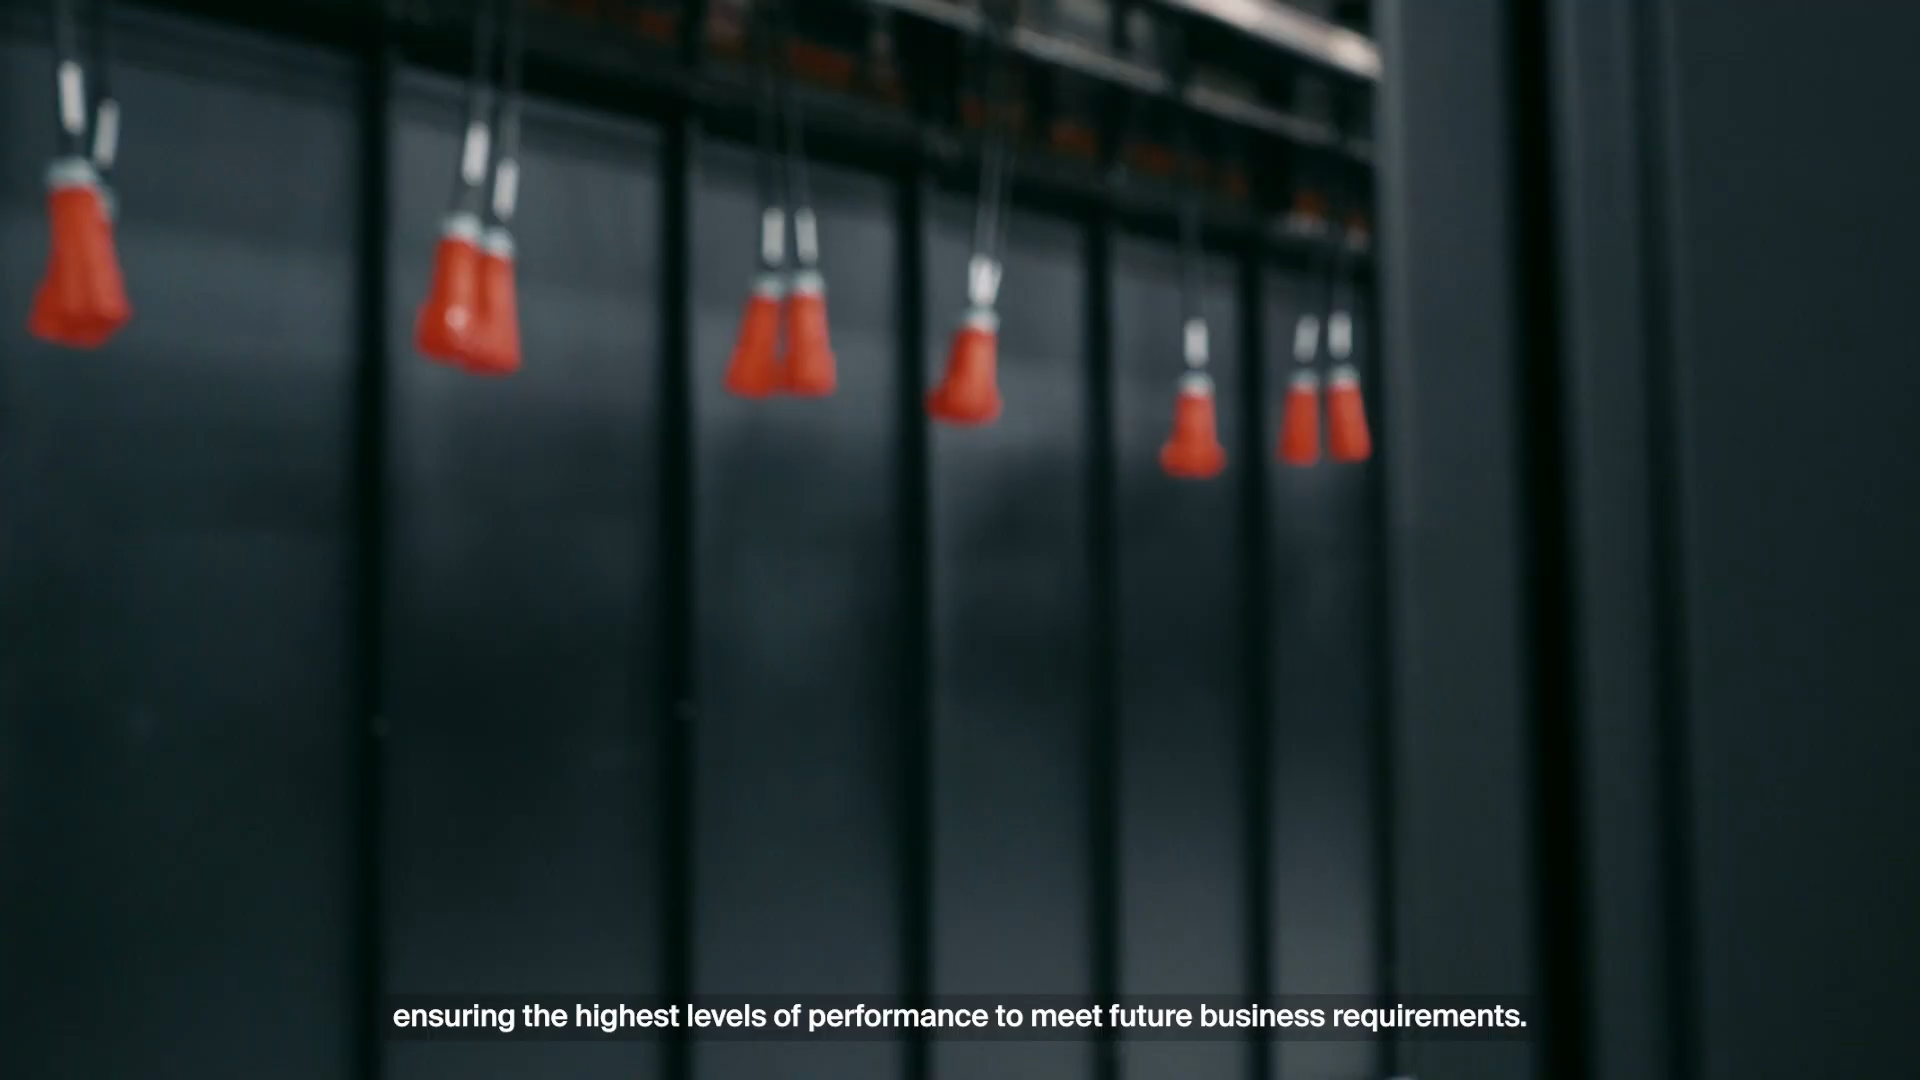 ensuring the highest levels of performance to meet future business requirements.